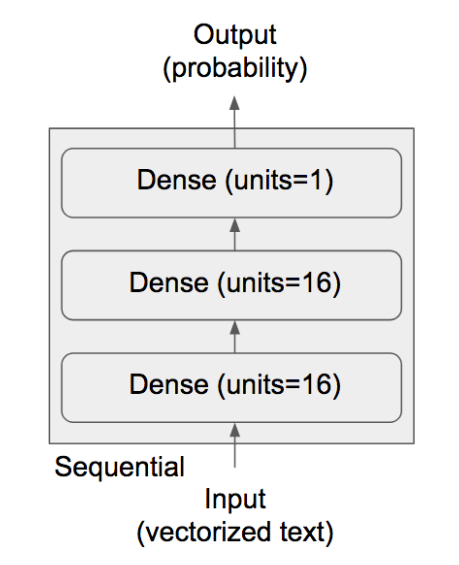 Output
(probability)
Dense (units=1)
Dense (units=16)
Dense (units=16)
Sequential
Input
(vectorized text)